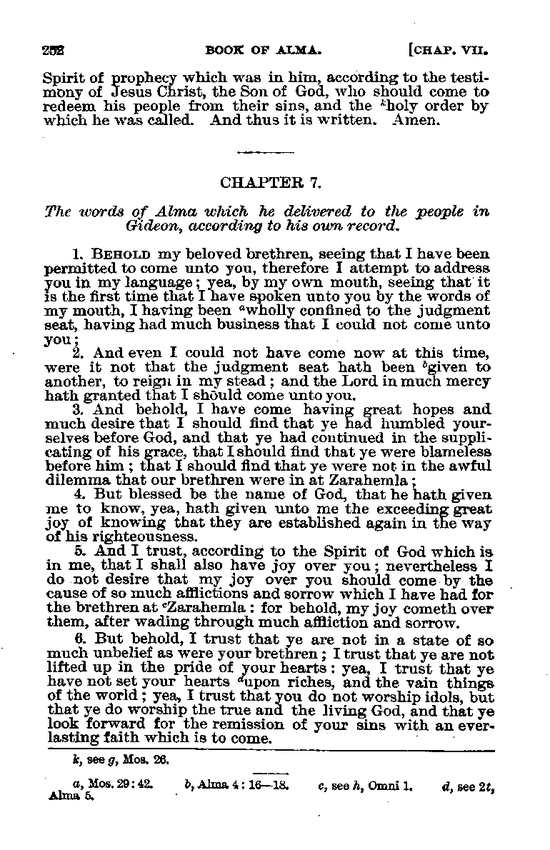 252 BOOK OF ALMA. [CHAP. VII.
Spirit of prophecy which was in him, according to the testi-
mony of Jesus Christ, the Son of God, who should come to
redeem his people from their sins, and the kholy order by
which he was called. And thus it is written. Amen.
CHAPTER 7.
The words of Alma which he delivered to the people in
Gideon, according to his own record.
1. BEHOLD my beloved brethren, seeing that I have been
permitted to come unto you, therefore I attempt to address
you in my language; yea, by my own mouth, seeing that it
is the first time that I have spoken unto you by the words of
my mouth, I having been awholly confined to the judgment
seat, having had much business that I could not come unto
you;
2. And even I could not have come now at this time,
were it not that the judgment seat hath been bgiven to
another, to reign in my stead; and the Lord in much mercy
hath granted that I should come unto you.
3. And behold, I have come having great hopes and
much desire that I should find that ye had humbled your-
selves before God, and that ye had continued in the suppli-
cating of his grace, that I should find that ye were blameless
before him; that I should find that ye were not in the awful
dilemma that our brethren were in at Zarahemla;
4. But blessed be the name of God, that he hath given
me to know, yea, hath given unto me the exceeding great
joy of knowing that they are established again in the way
of his righteousness.
5. And I trust, according to the Spirit of God which is
in me, that I shall also have joy over you; nevertheless I
do not desire that my joy over you should come by the
cause of so much afflictions and sorrow which I have had for
the brethren at cZarahemla: for behold, my joy cometh over
them, after wading through much affliction and sorrow.
6. But behold, I trust that ye are not in a state of so
much unbelief as were your brethren; I trust that ye are not
lifted up in the pride of your hearts: yea, I trust that ye
have not set your hearts dupon riches, and the vain things
of the world; yea, I trust that you do not worship idols, but
that ye do worship the true and the living God, and that ye
look forward for the remission of your sins with an ever-
lasting faith which is to come.
k, see g, Mos. 26.
a, Mos. 29:42. b, Alma 4:16—18. c, see h, Omni 1. d, see 2t,
Alma 5.